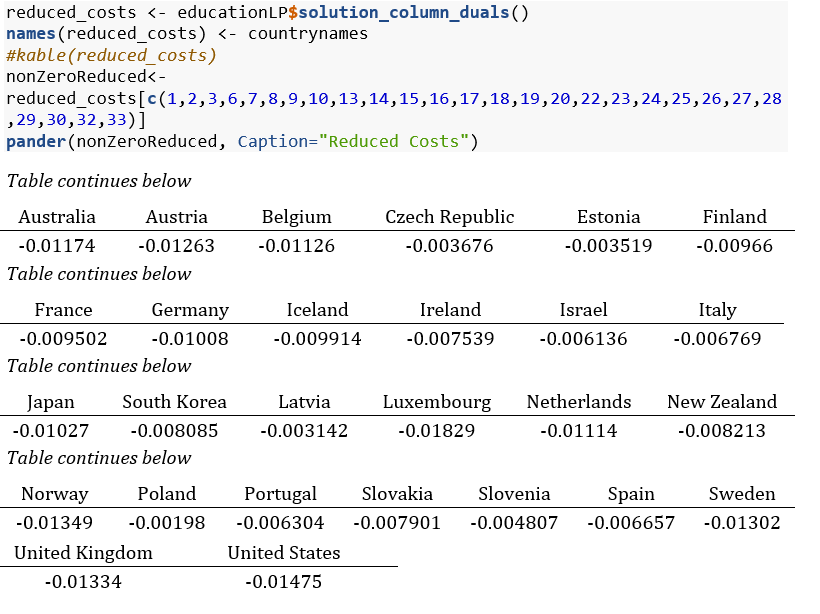 reduced_costs <- educationLP$solution_column_duals()
names(reduced_costs) <- countrynames
#kable(reduced_costs)
nonZeroReduced<-
reduced_costs[c(1,2,3,6,7,8,9,10,13,14,15,16,17,18,19,20,22,23,24,25,26,27,28
,29,30,32,33)]
pander(nonZeroReduced, Caption="Reduced Costs")
Table continues below
Australia Austria Belgium Czech Republic Estonia Finland
-0.01174 -0.01263 -0.01126 -0.003676 -0.003519 -0.00966
Table continues below
France Germany Iceland Ireland Israel Italy
-0.009502 -0.01008 -0.009914 -0.007539 -0.006136 -0.006769
Table continues below
Japan South Korea Latvia Luxembourg Netherlands New Zealand
-0.01027 -0.008085 -0.003142 -0.01829 -0.01114 -0.008213
Table continues below
Norway Poland Portugal Slovakia Slovenia Spain Sweden
-0.01349 -0.00198 -0.006304 -0.007901 -0.004807 -0.006657 -0.01302
United Kingdom United States
-0.01334 -0.01475